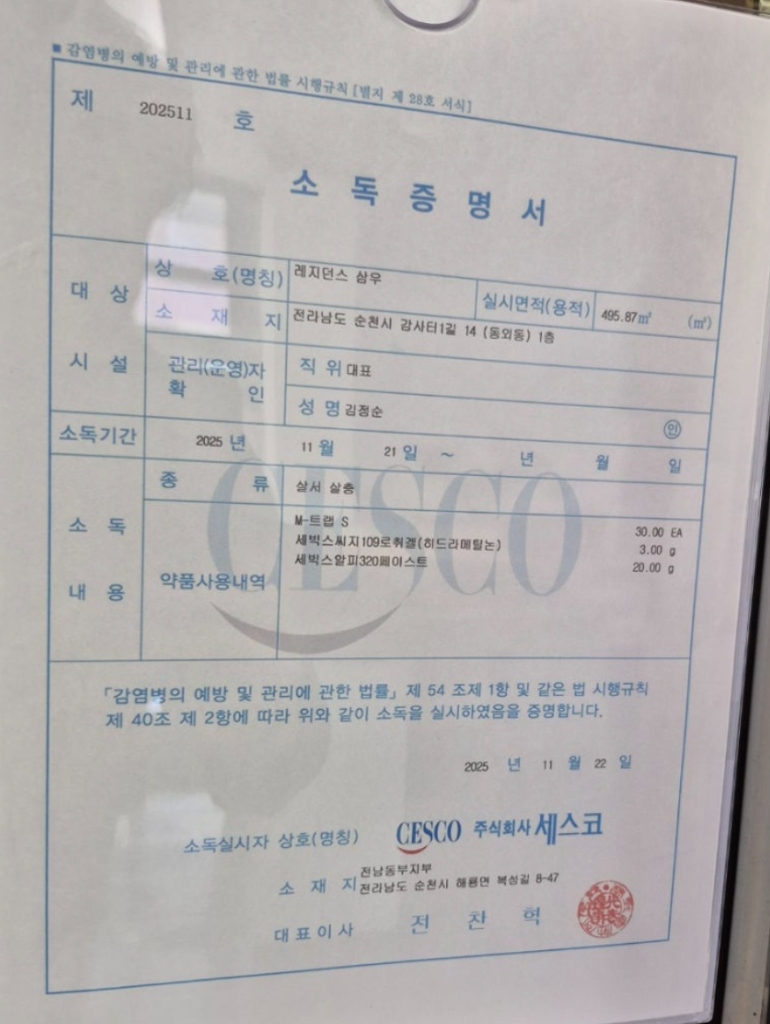 ■ 감염병의 예방 및 관리에 관한 법률 시행규칙 [별지 제 28호 서식]
제 202511 호
소독증명서
대상 시설
상 호(명칭) 레지던스 삼우
실시면적(용적) 495.87㎡ (㎥)
소 재 지 전라남도 순천시 감사터1길 14 (동외동) 1층
관리(운영)자 확 인
직 위 대표
성 명 김정순 ㊞
소독기간 2025 년 11 월 21 일 ~ 년 월 일
소독 내용
종 류 살서 살충
약품사용내역
M-트랩 S 30.00 EA
세빅스씨지109로취겔(히드라메틸논) 3.00 g
세빅스알피320페이스트 20.00 g
CESCO
「감염병의 예방 및 관리에 관한 법률」 제 54 조제 1항 및 같은 법 시행규칙
제 40조 제 2항에 따라 위와 같이 소독을 실시하였음을 증명합니다.
2025 년 11 월 22 일
소독실시자 상호(명칭) CESCO 주식회사 세스코
전남동부지부
소 재 지 전라남도 순천시 해룡면 복성길 8-47
대표이사 전 찬 혁